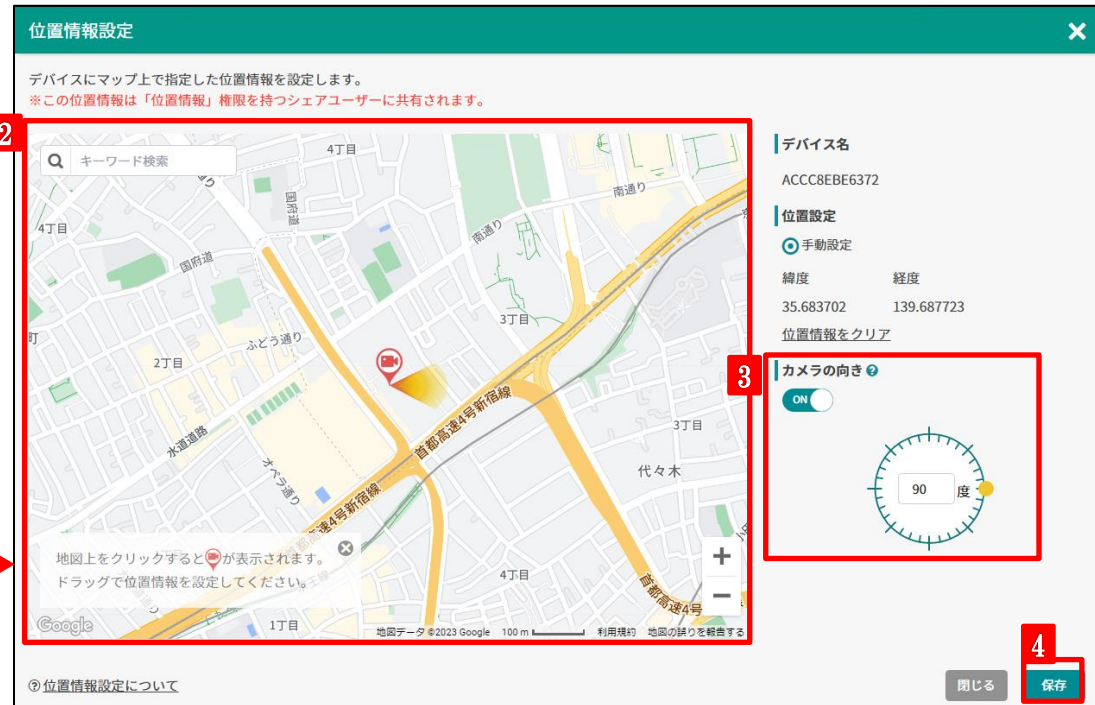 位置情報設定
デバイスにマップ上で指定した位置情報を設定します。
※この位置情報は「位置情報」権限を持つシェアユーザーに共有されます。
2
キーワード検索
4丁目
南通り
国府道
4丁目
南通り
国府道
3丁目
ふどう通り
2丁目
首都高速4号新宿線
3丁目
水道道路
オペラ通り
代々木
首都高速4号新宿線
地図上をクリックすると が表示されます。
ドラッグで位置情報を設定してください。
4丁目
首都高速4号
1丁目
Google
地図データ ©2023 Google 100 m 利用規約 地図の誤りを報告する
デバイス名
ACCC8EBE6372
位置設定
手動設定
緯度 経度
35.683702 139.687723
位置情報をクリア
3
カメラの向き
ON
90 度
4
位置情報設定について
閉じる 保存